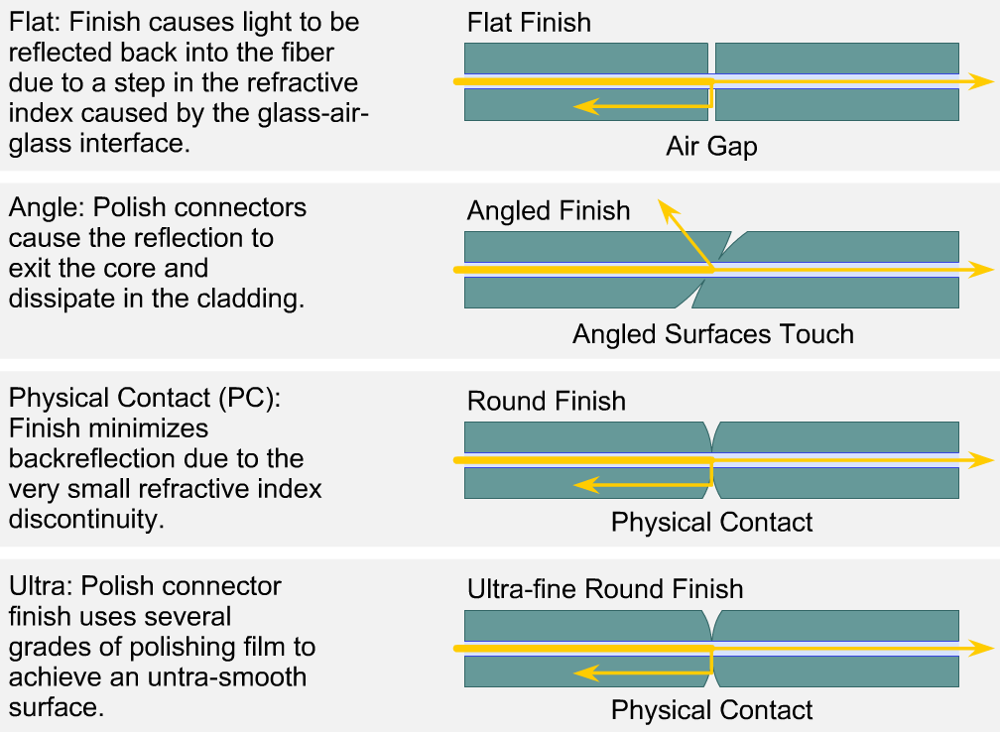 Flat: Finish causes light to be
reflected back into the fiber
due to a step in the refractive
index caused by the glass-air-
glass interface.
Flat Finish
Air Gap
Angle: Polish connectors
cause the reflection to
exit the core and
dissipate in the cladding.
Angled Finish
Angled Surfaces Touch
Physical Contact (PC):
Finish minimizes
backreflection due to the
very small refractive index
discontinuity.
Round Finish
Physical Contact
Ultra: Polish connector
finish uses several
grades of polishing film to
achieve an untra-smooth
surface.
Ultra-fine Round Finish
Physical Contact